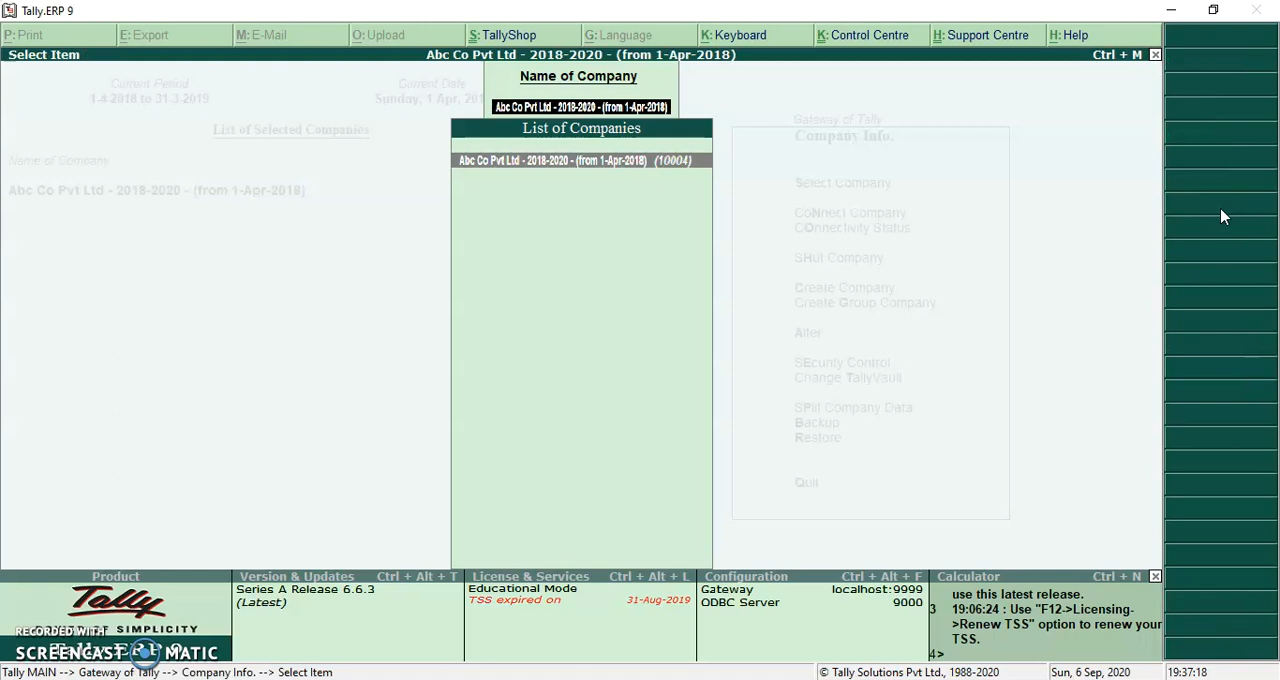 Tally.ERP 9
P: Print
E: Export
M: E-Mail
O: Upload
S: TallyShop
G: Language
K: Keyboard
K: Control Centre
H: Support Centre
H: Help
Select Item
Abc Co Pvt Ltd - 2018-2020 - (from 1-Apr-2018)
Ctrl + M
Current Period
1-4-2018 to 31-3-2019
Current Date
Sunday, 1 Apr, 201
List of Selected Companies
Name of Company
Abc Co Pvt Ltd - 2018-2020 - (from 1-Apr-2018)
Name of Company
Abc Co Pvt Ltd - 2018-2020 - (from 1-Apr-2018)
List of Companies
Abc Co Pvt Ltd - 2018-2020 - (from 1-Apr-2018) (10004)
Gateway of Tally
Company Info.
Select Company
CoNnect Company
COnnectivity Status
SHut Company
Create Company
Create Group Company
Alter
SEcurity Control
Change TallyVault
SPlit Company Data
Backup
Restore
Quit
Product
Tally
POWER OF SIMPLICITY
Tally.ERP 9
RECORDED WITH
SCREENCAST MATIC
Version & Updates Ctrl + Alt + T
Series A Release 6.6.3
(Latest)
License & Services Ctrl + Alt + L
Educational Mode
TSS expired on 31-Aug-2019
Configuration Ctrl + Alt + F
Gateway localhost:9999
ODBC Server 9000
Calculator Ctrl + N
use this latest release.
3 19:06:24 : Use "F12->Licensing-
>Renew TSS" option to renew your
TSS.
4>
Tally MAIN --> Gateway of Tally --> Company Info. --> Select Item
© Tally Solutions Pvt Ltd., 1988-2020
Sun, 6 Sep, 2020
19:37:18